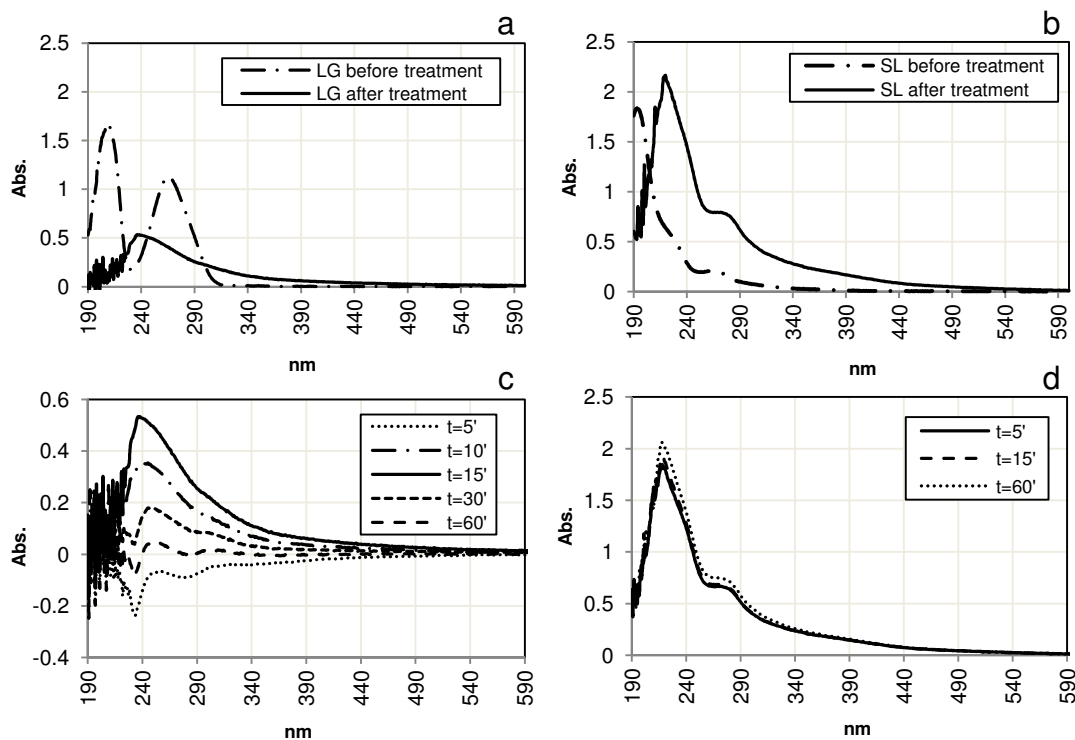 a
2.5
2
1.5
1
0.5
0
Abs.
190
240
290
340
390
440
490
540
590
nm
LG before treatment
LG after treatment
b
2.5
2
1.5
1
0.5
0
Abs.
190
240
290
340
390
440
490
540
590
nm
SL before treatment
SL after treatment
c
0.6
0.4
0.2
0
-0.2
-0.4
Abs.
190
240
290
340
390
440
490
540
590
nm
t=5'
t=10'
t=15'
t=30'
t=60'
d
2.5
2
1.5
1
0.5
0
Abs.
190
240
290
340
390
440
490
540
590
nm
t=5'
t=15'
t=60'